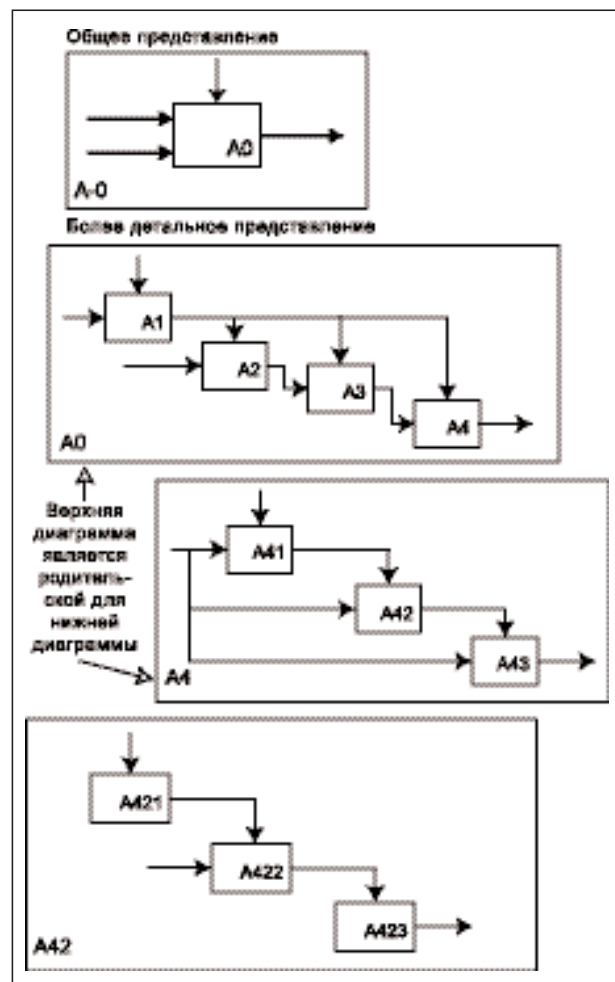 Общее представление
A0
A-0
Более детальное представление
A1
A2
A3
A4
A0
Верхняя
диаграмма
является
родитель-
ской для
нижней
диаграммы
A41
A42
A43
A4
A421
A422
A423
A42